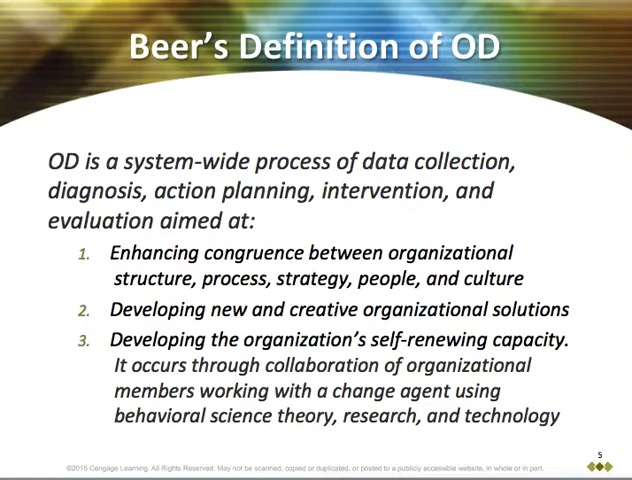 Beer's Definition of OD
OD is a system-wide process of data collection,
diagnosis, action planning, intervention, and
evaluation aimed at:
1. Enhancing congruence between organizational
structure, process, strategy, people, and culture
2. Developing new and creative organizational solutions
3. Developing the organization's self-renewing capacity.
It occurs through collaboration of organizational
members working with a change agent using
behavioral science theory, research, and technology
5
©2015 Cengage Learning. All Rights Reserved. May not be scanned, copied or duplicated, or posted to a publicly accessible website, in whole or in part.